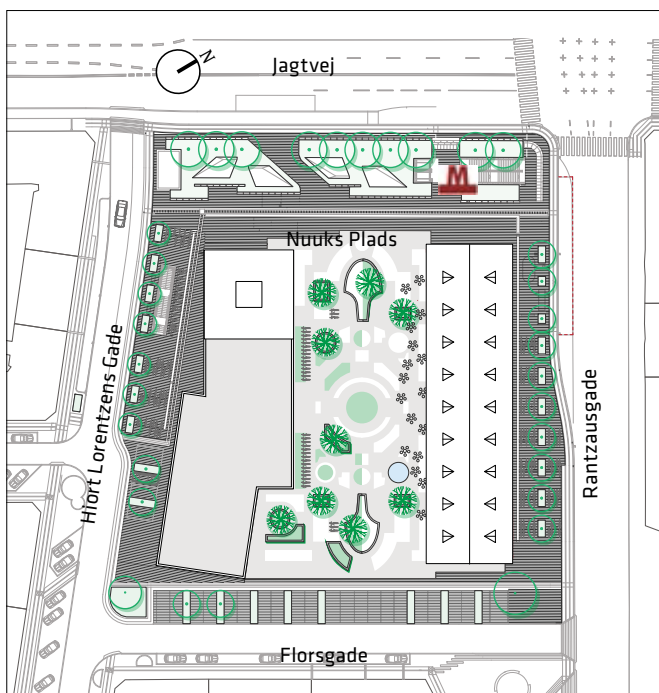 N
Jagtvej
M
Nuuks Plads
Hiort Lorentzens Gade
Rantzausgade
Florsgade